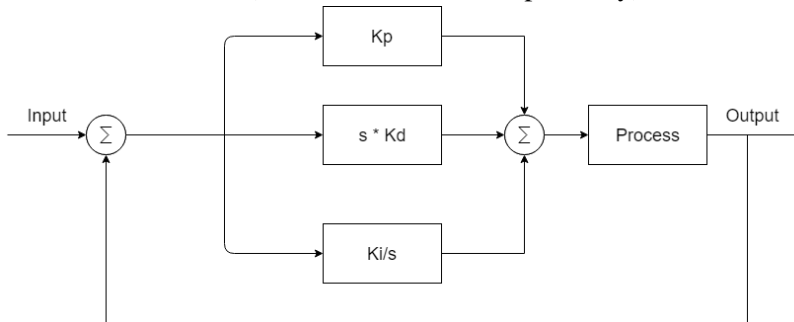 Kp
Input
Σ
s * Kd
Σ
Process
Output
Ki/s